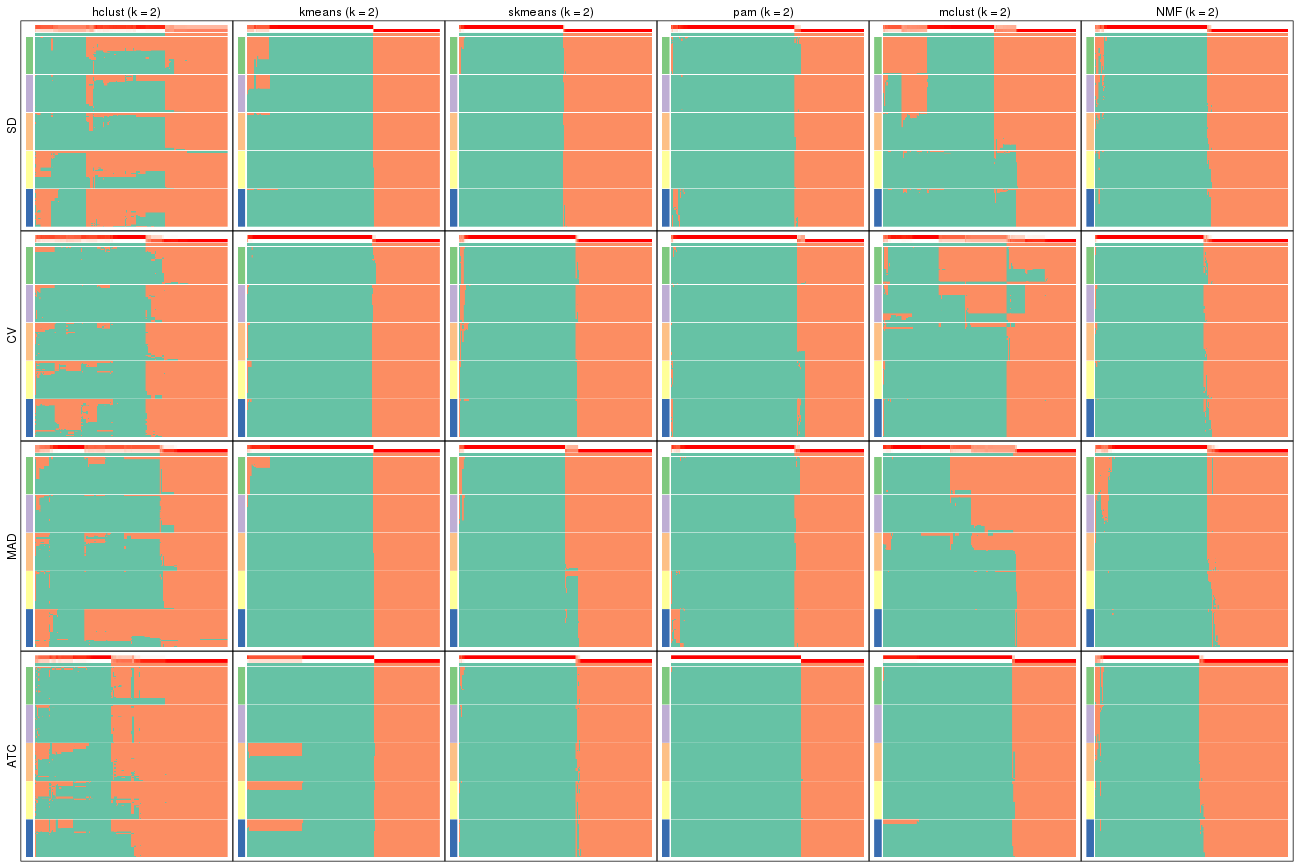 hclust (k = 2)
kmeans (k = 2)
skmeans (k = 2)
pam (k = 2)
mclust (k = 2)
NMF (k = 2)
SD
CV
MAD
ATC